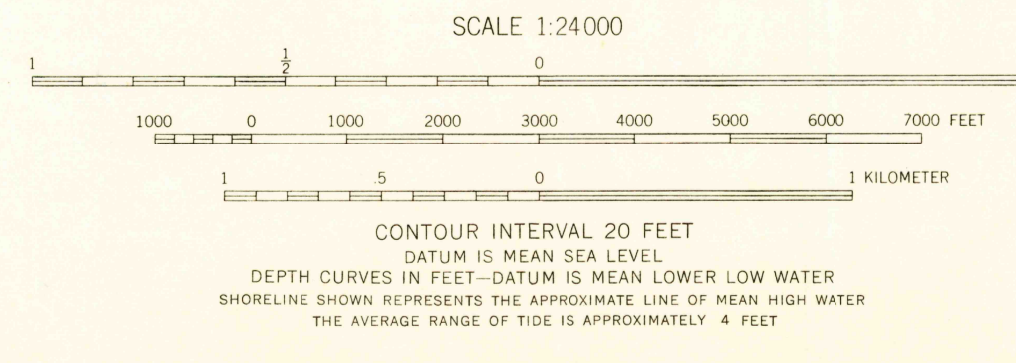 SCALE 1:24000
1 1/2 0
1000 0 1000 2000 3000 4000 5000 6000 7000 FEET
1 .5 0 1 KILOMETER
CONTOUR INTERVAL 20 FEET
DATUM IS MEAN SEA LEVEL
DEPTH CURVES IN FEET—DATUM IS MEAN LOWER LOW WATER
SHORELINE SHOWN REPRESENTS THE APPROXIMATE LINE OF MEAN HIGH WATER
THE AVERAGE RANGE OF TIDE IS APPROXIMATELY 4 FEET